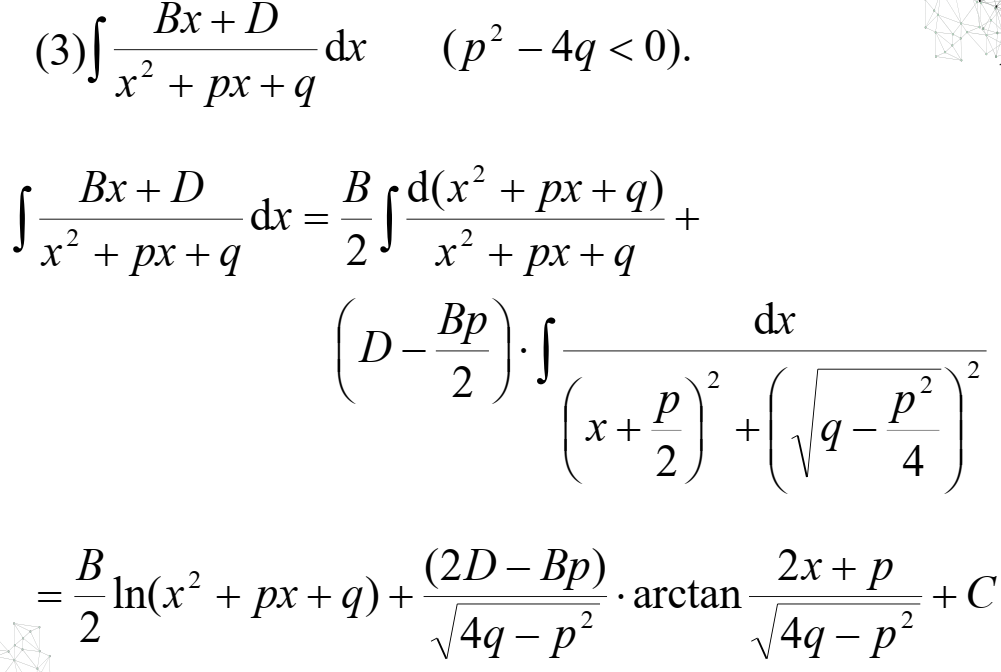 (3) ∫ (Bx + D)/(x² + px + q) dx (p² − 4q < 0).
∫ (Bx + D)/(x² + px + q) dx = B/2 ∫ d(x² + px + q)/(x² + px + q) +
(D − Bp/2) · ∫ dx/((x + p/2)² + (√(q − p²/4))²)
= B/2 ln(x² + px + q) + (2D − Bp)/√(4q − p²) · arctan (2x + p)/√(4q − p²) + C